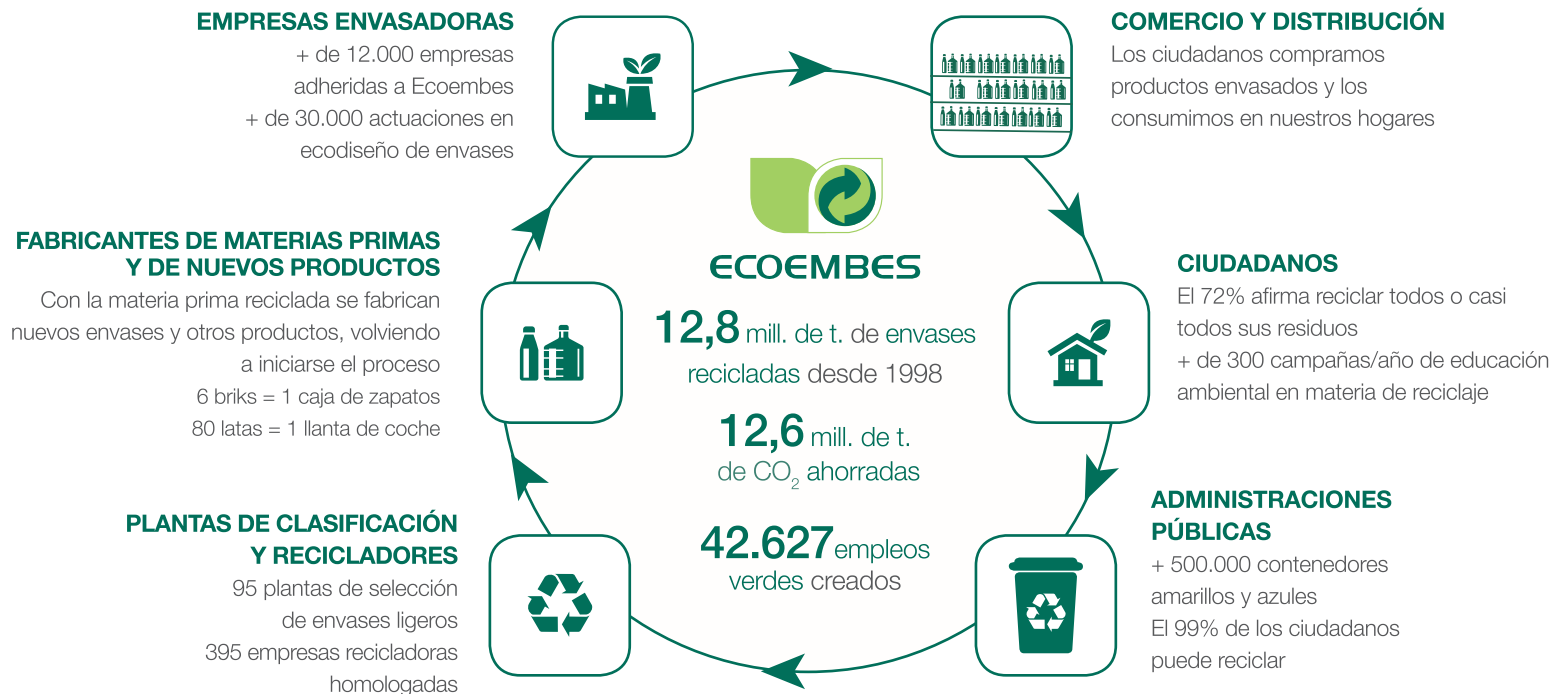 EMPRESAS ENVASADORAS
+ de 12.000 empresas
adheridas a Ecoembes
+ de 30.000 actuaciones en
ecodiseño de envases
COMERCIO Y DISTRIBUCIÓN
Los ciudadanos compramos
productos envasados y los
consumimos en nuestros hogares
CIUDADANOS
El 72% afirma reciclar todos o casi
todos sus residuos
+ de 300 campañas/año de educación
ambiental en materia de reciclaje
ADMINISTRACIONES
PÚBLICAS
+ 500.000 contenedores
amarillos y azules
El 99% de los ciudadanos
puede reciclar
PLANTAS DE CLASIFICACIÓN
Y RECICLADORES
95 plantas de selección
de envases ligeros
395 empresas recicladoras
homologadas
FABRICANTES DE MATERIAS PRIMAS
Y DE NUEVOS PRODUCTOS
Con la materia prima reciclada se fabrican
nuevos envases y otros productos, volviendo
a iniciarse el proceso
6 briks = 1 caja de zapatos
80 latas = 1 llanta de coche
ECOEMBES
12,8 mill. de t. de envases
recicladas desde 1998
12,6 mill. de t.
de CO₂ ahorradas
42.627 empleos
verdes creados